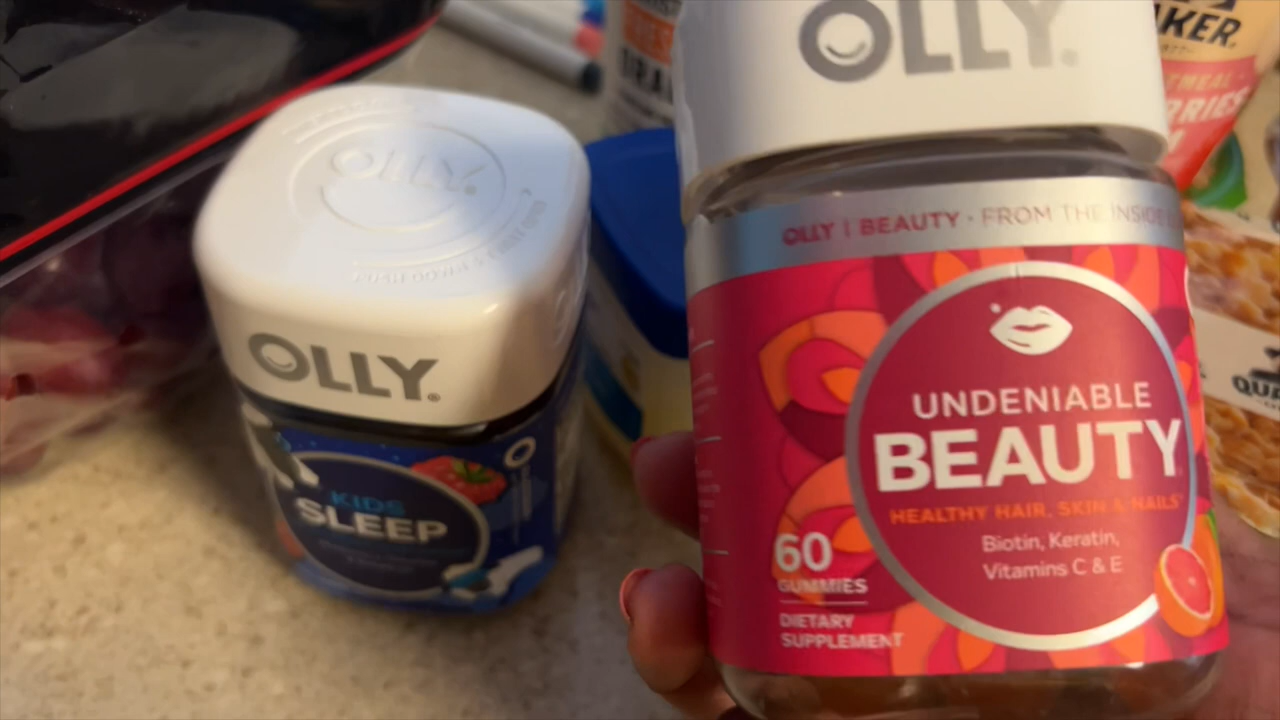 OLLY
OLLY®
KIDS
SLEEP
OLLY®
OLLY | BEAUTY · FROM THE INSIDE
UNDENIABLE
BEAUTY
HEALTHY HAIR, SKIN & NAILS
Biotin, Keratin,
Vitamins C & E
60
GUMMIES
DIETARY
SUPPLEMENT